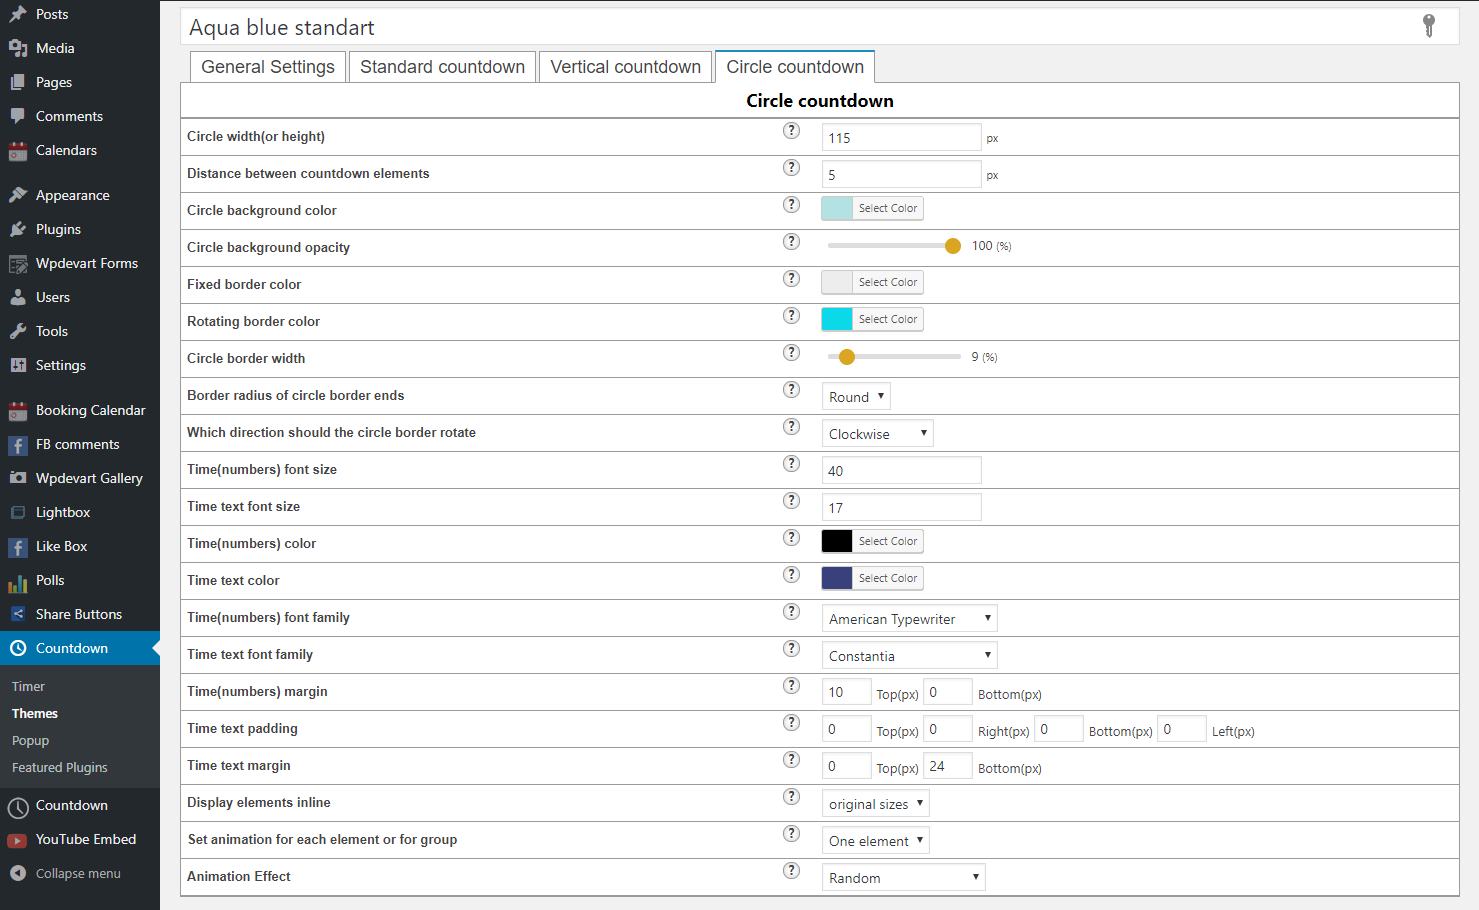 Posts
Media
Pages
Comments
Calendars
Appearance
Plugins
Wpdevart Forms
Users
Tools
Settings
Booking Calendar
FB comments
Wpdevart Gallery
Lightbox
Like Box
Polls
Share Buttons
Countdown
Timer
Themes
Popup
Featured Plugins
Countdown
YouTube Embed
Collapse menu
Aqua blue standart
General Settings Standard countdown Vertical countdown Circle countdown
Circle countdown
Circle width(or height) ? 115 px
Distance between countdown elements ? 5 px
Circle background color ? Select Color
Circle background opacity ? 100 (%)
Fixed border color ? Select Color
Rotating border color ? Select Color
Circle border width ? 9 (%)
Border radius of circle border ends ? Round
Which direction should the circle border rotate ? Clockwise
Time(numbers) font size ? 40
Time text font size ? 17
Time(numbers) color ? Select Color
Time text color ? Select Color
Time(numbers) font family ? American Typewriter
Time text font family ? Constantia
Time(numbers) margin ? 10 Top(px) 0 Bottom(px)
Time text padding ? 0 Top(px) 0 Right(px) 0 Bottom(px) 0 Left(px)
Time text margin ? 0 Top(px) 24 Bottom(px)
Display elements inline ? original sizes
Set animation for each element or for group ? One element
Animation Effect ? Random